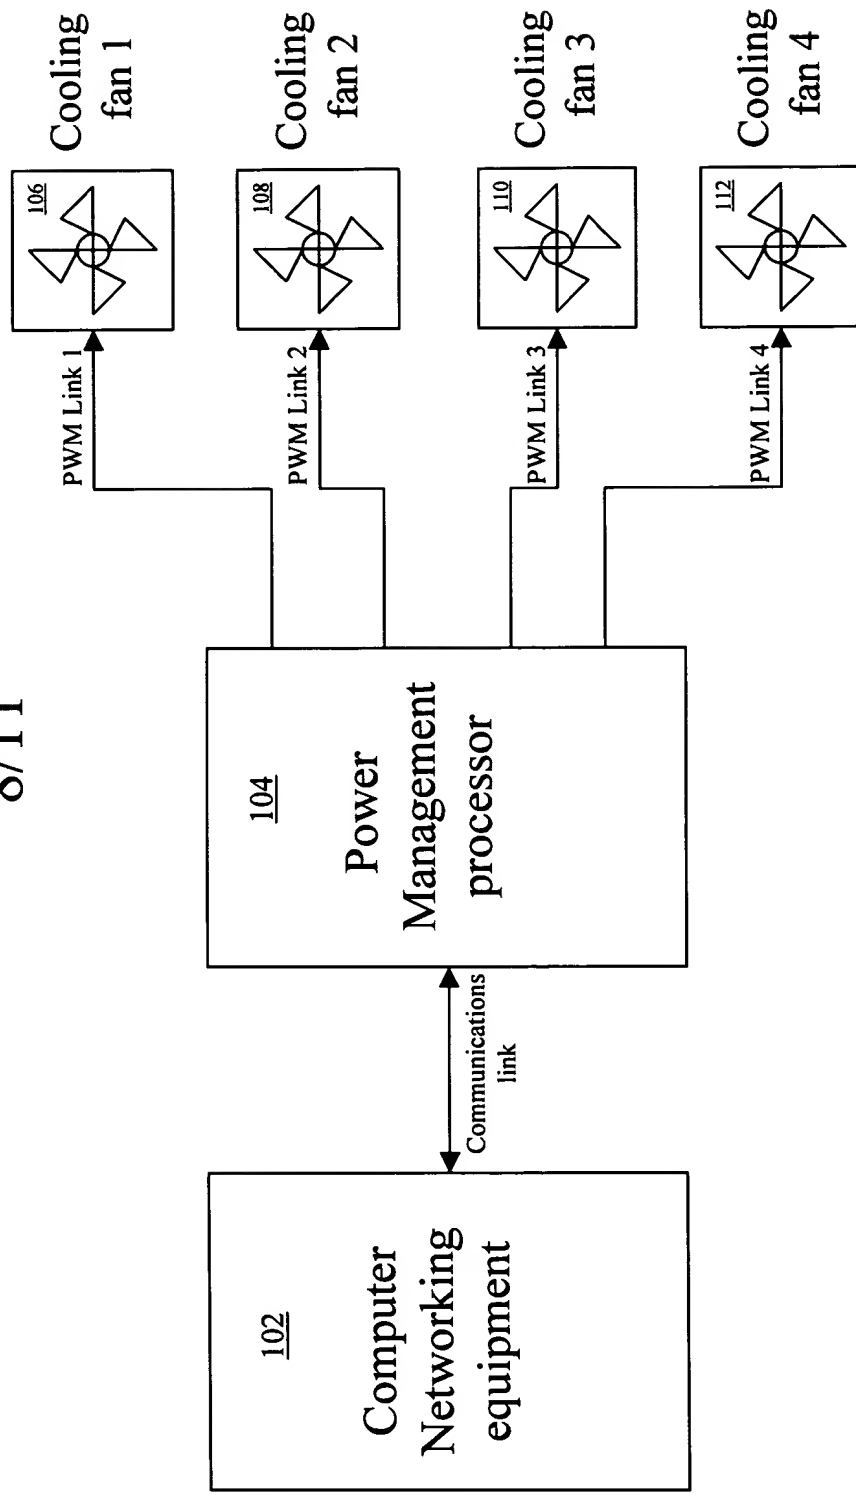 102
Computer
Networking
equipment
Communications
link
104
Power
Management
processor
PWM Link 1
106
Cooling
fan 1
PWM Link 2
108
Cooling
fan 2
PWM Link 3
110
Cooling
fan 3
PWM Link 4
112
Cooling
fan 4